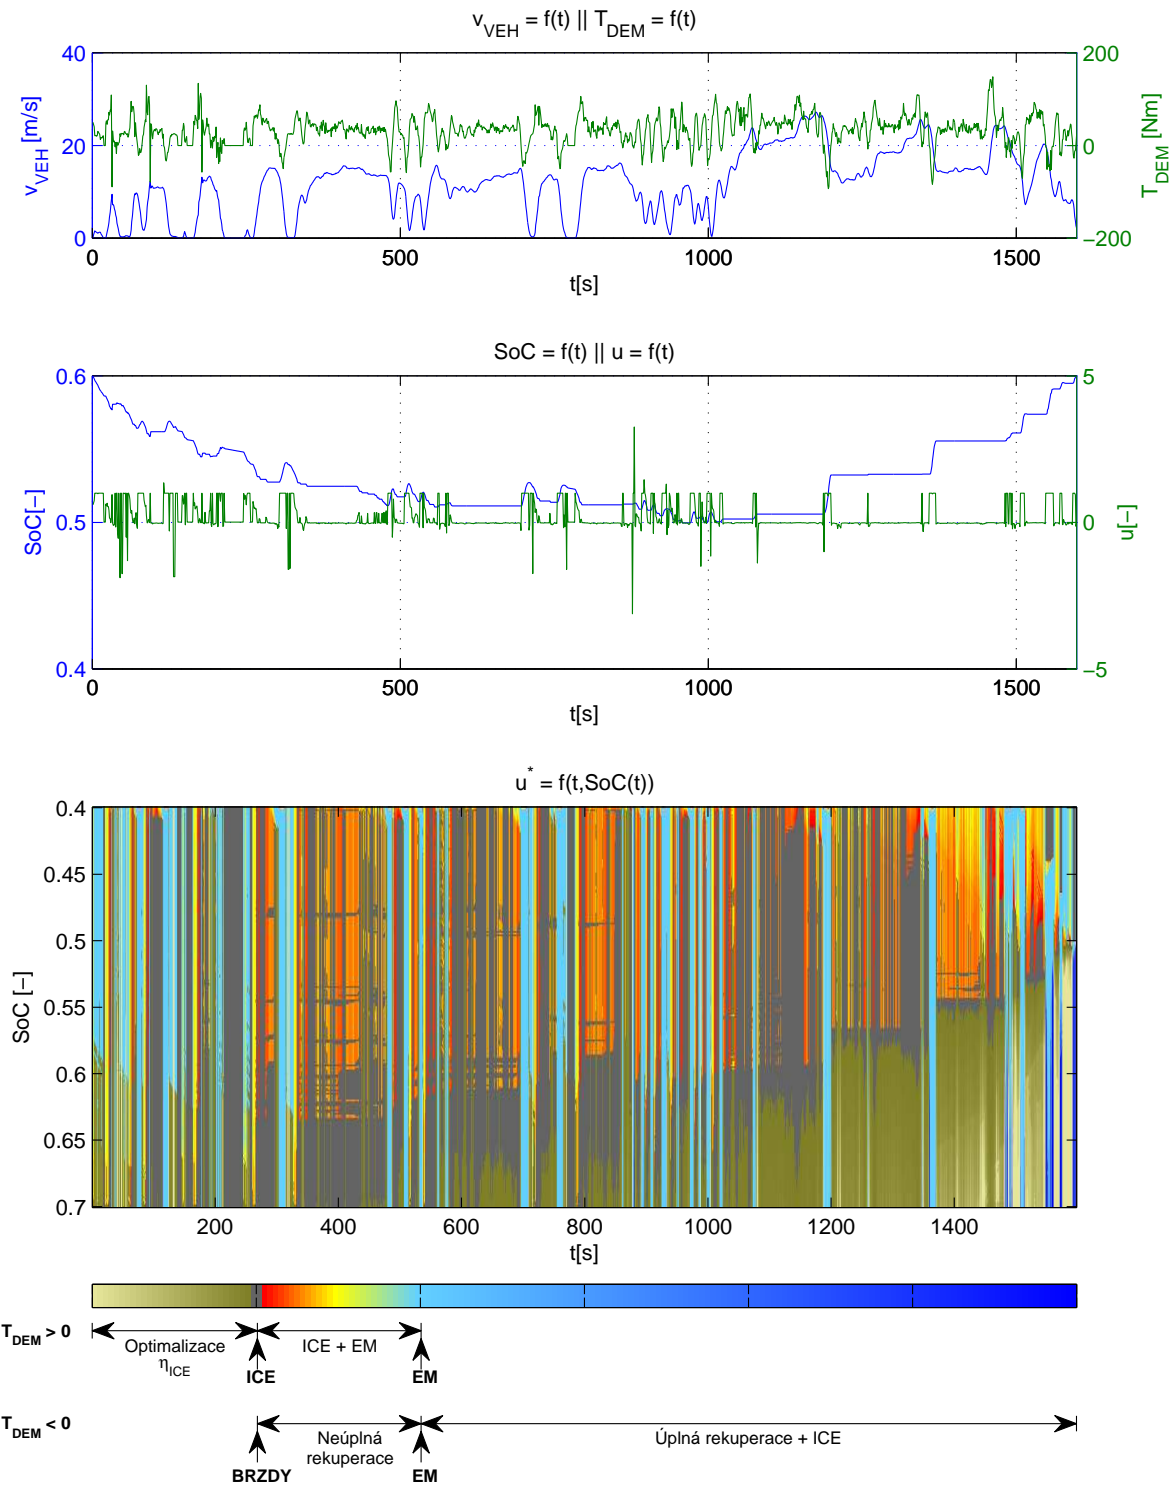 v_VEH = f(t) || T_DEM = f(t)
40
20
0
v_VEH [m/s]
200
0
−200
T_DEM [Nm]
0
500
1000
1500
t[s]
SoC = f(t) || u = f(t)
0.6
0.5
0.4
SoC[−]
5
0
−5
u[−]
0
500
1000
1500
t[s]
u* = f(t,SoC(t))
0.4
0.45
0.5
0.55
0.6
0.65
0.7
SoC [−]
200
400
600
800
1000
1200
1400
t[s]
T_DEM > 0
Optimalizace
η_ICE
ICE + EM
ICE
EM
T_DEM < 0
Neúplná
rekuperace
Úplná rekuperace + ICE
BRZDY
EM